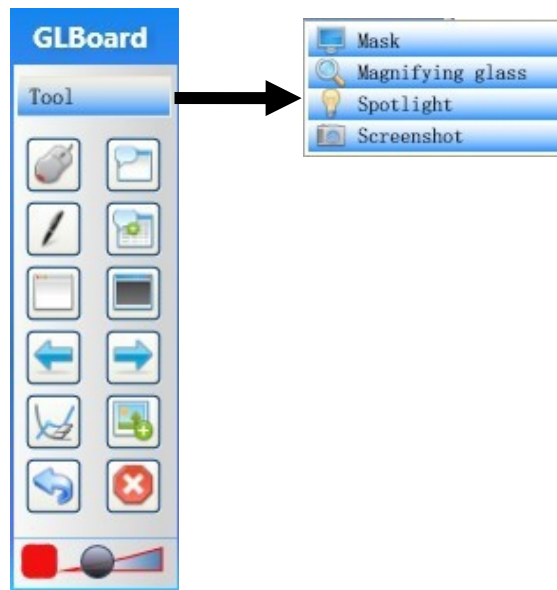 GLBoard
Tool
Mask
Magnifying glass
Spotlight
Screenshot